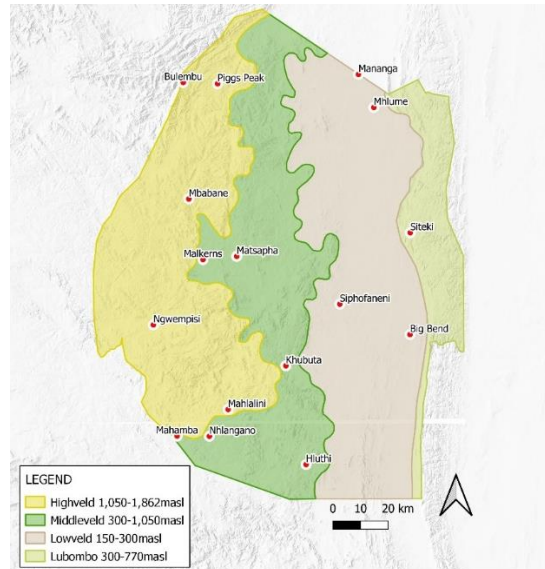 Mananga
Bulembu
Piggs Peak
Mhlume
Mbabane
Siteki
Malkerns
Matsapha
Siphofaneni
Ngwempisi
Big Bend
Khubuta
Mahlalini
Mahamba
Nhlangano
Hluthi
LEGEND
Highveld 1,050-1,862masl
Middleveld 300-1,050masl
Lowveld 150-300masl
Lubombo 300-770masl
0 10 20 km